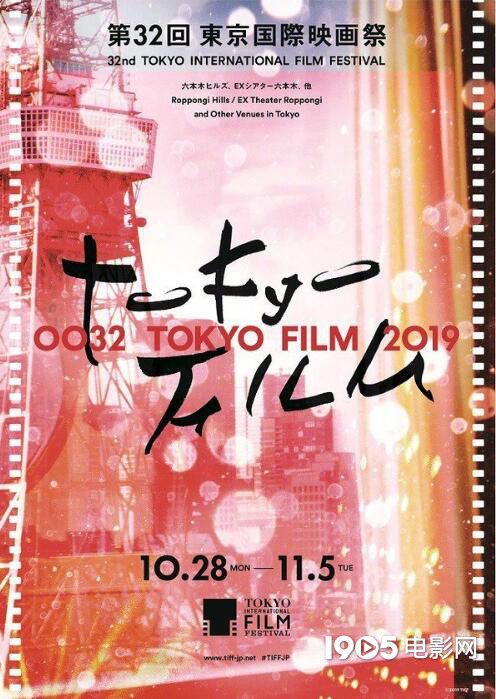 第32回 東京国際映画祭
32nd TOKYO INTERNATIONAL FILM FESTIVAL
六本木ヒルズ、EXシアター六本木、他
Roppongi Hills / EX Theater Roppongi
and Other Venues in Tokyo
tokyo
0032 TOKYO FILM 2019
フィルム
10.28 MON — 11.5 TUE
TOKYO
INTERNATIONAL
FILM
FESTIVAL
www.tiff-jp.net #TIFFJP
1905电影网